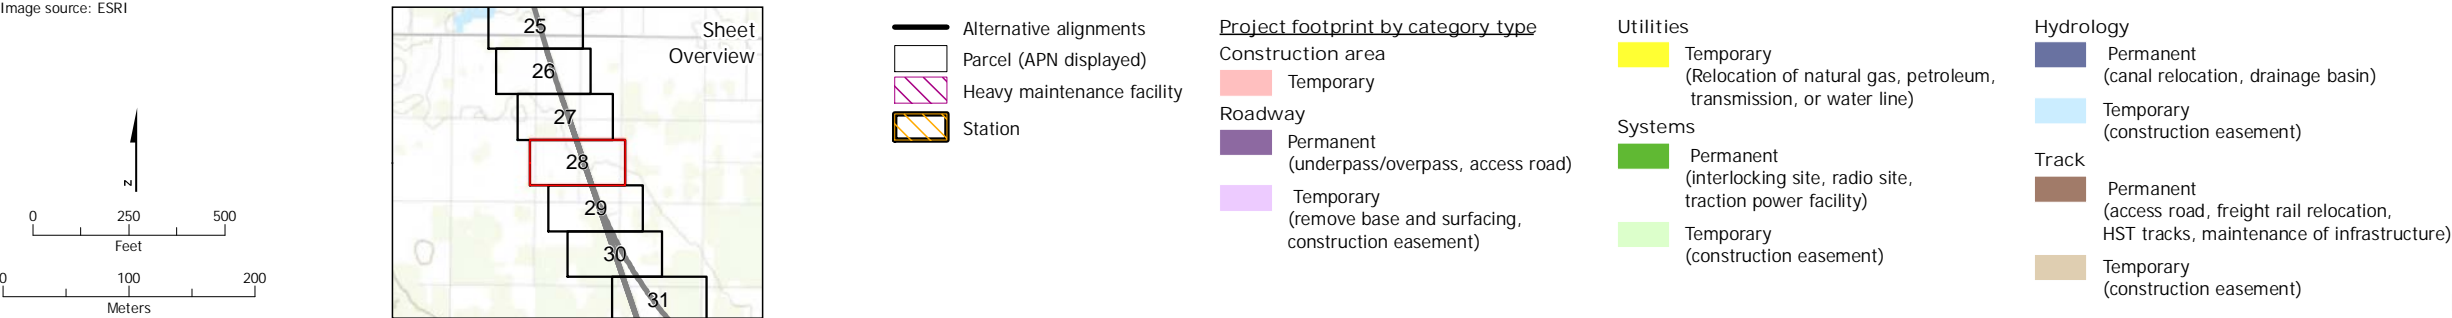 Image source: ESRI
N
0 250 500
Feet
0 100 200
Meters
Sheet
Overview
25
26
27
28
29
30
31
Alternative alignments
Parcel (APN displayed)
Heavy maintenance facility
Station
Project footprint by category type
Construction area
Temporary
Roadway
Permanent
(underpass/overpass, access road)
Temporary
(remove base and surfacing,
construction easement)
Utilities
Temporary
(Relocation of natural gas, petroleum,
transmission, or water line)
Systems
Permanent
(interlocking site, radio site,
traction power facility)
Temporary
(construction easement)
Hydrology
Permanent
(canal relocation, drainage basin)
Temporary
(construction easement)
Track
Permanent
(access road, freight rail relocation,
HST tracks, maintenance of infrastructure)
Temporary
(construction easement)